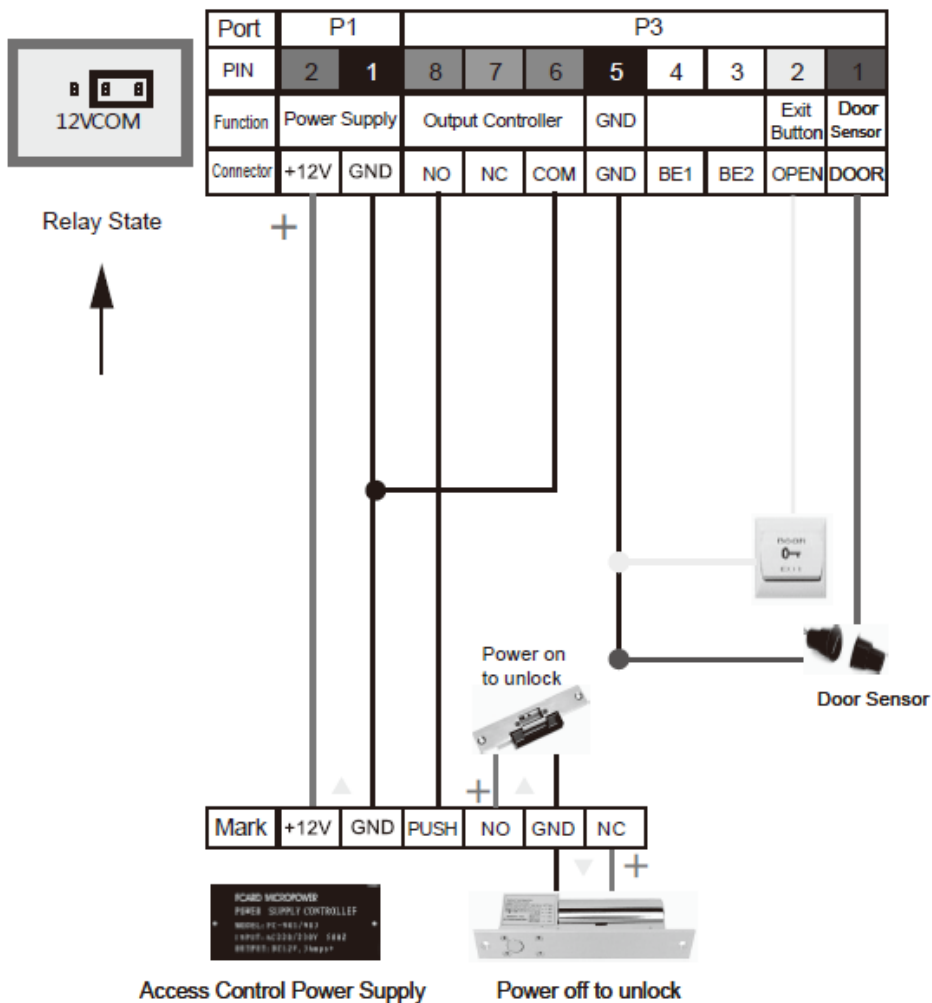 Port P1 P3
PIN 2 1 8 7 6 5 4 3 2 1
Function Power Supply Output Controller GND Exit Button Door Sensor
Connector +12V GND NO NC COM GND BE1 BE2 OPEN DOOR
12VCOM
Relay State
+
Power on
to unlock
Door Sensor
+
Mark +12V GND PUSH NO GND NC
+
POWER SUPPLY CONTROLLER
Access Control Power Supply
Power off to unlock